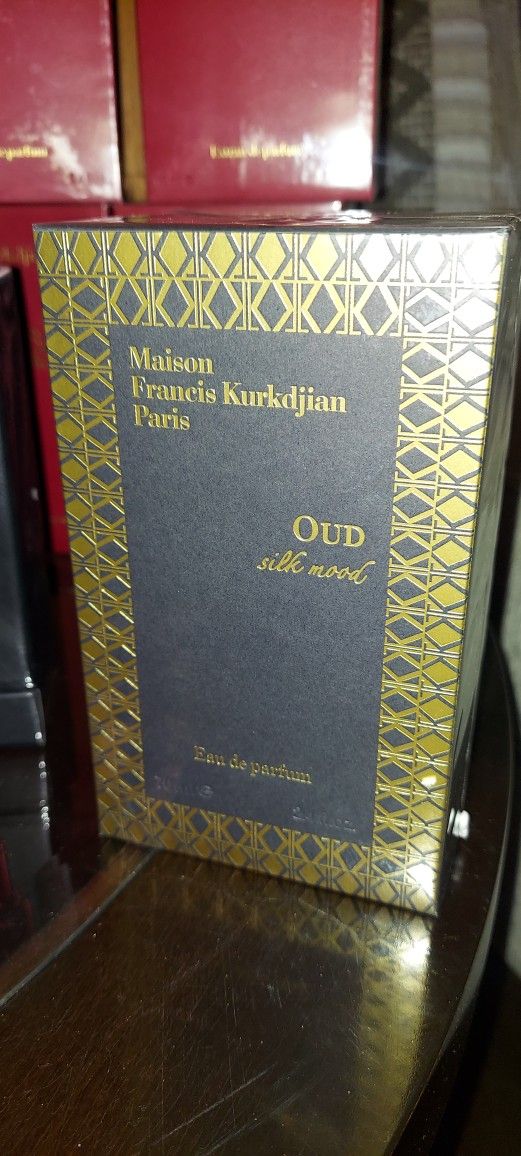 Maison
Francis Kurkdjian
Paris
OUD
silk mood
Eau de parfum